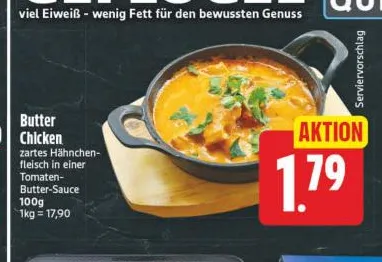 viel Eiweiß - wenig Fett für den bewussten Genuss
Serviervorschlag
Butter
Chicken
zartes Hähnchen-
fleisch in einer
Tomaten-
Butter-Sauce
100g
1kg = 17,90
AKTION
1.79